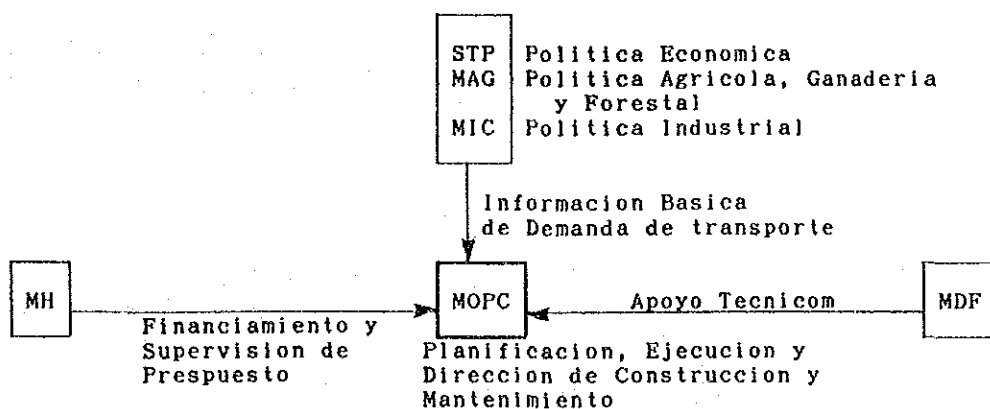 STP Politica Economica
MAG Politica Agricola, Ganaderia
y Forestal
MIC Politica Industrial
Informacion Basica
de Demanda de transporte
MH
MOPC
Apoyo Tecnicom
MDF
Financiamiento y
Supervision de
Prespuesto
Planificacion, Ejecucion y
Direccion de Construccion y
Mantenimiento